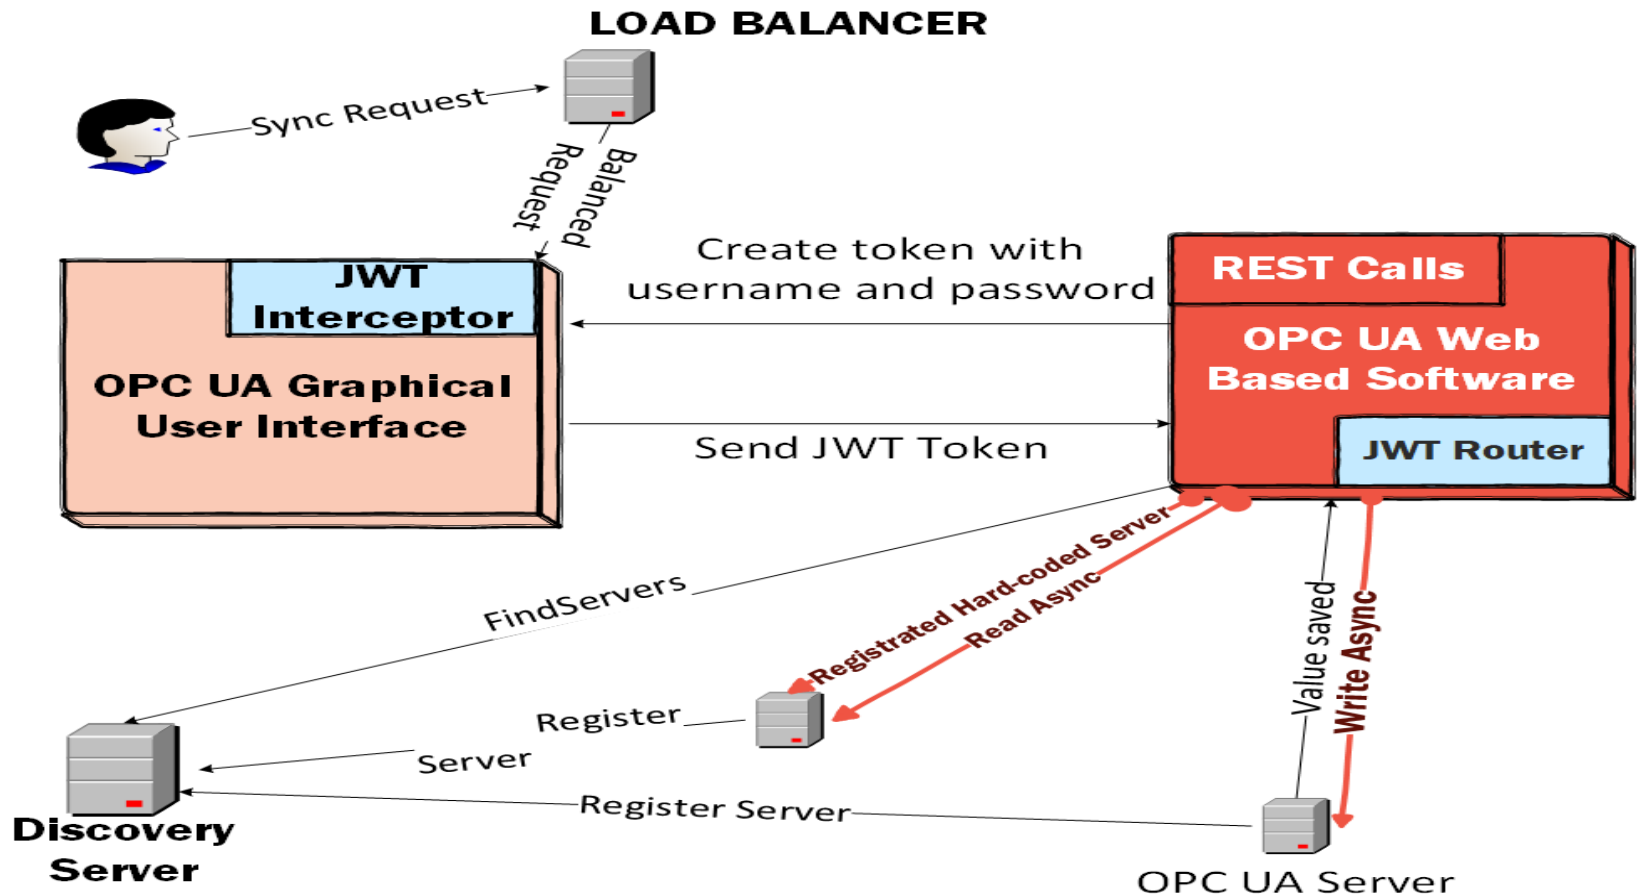 LOAD BALANCER
Sync Request
Balanced
Request
JWT
Interceptor
OPC UA Graphical
User Interface
Create token with
username and password
Send JWT Token
REST Calls
OPC UA Web
Based Software
JWT Router
FindServers
Registrated Hard-coded Server
Read Async
Value saved
Write Async
Register
Server
Register Server
Discovery
Server
OPC UA Server